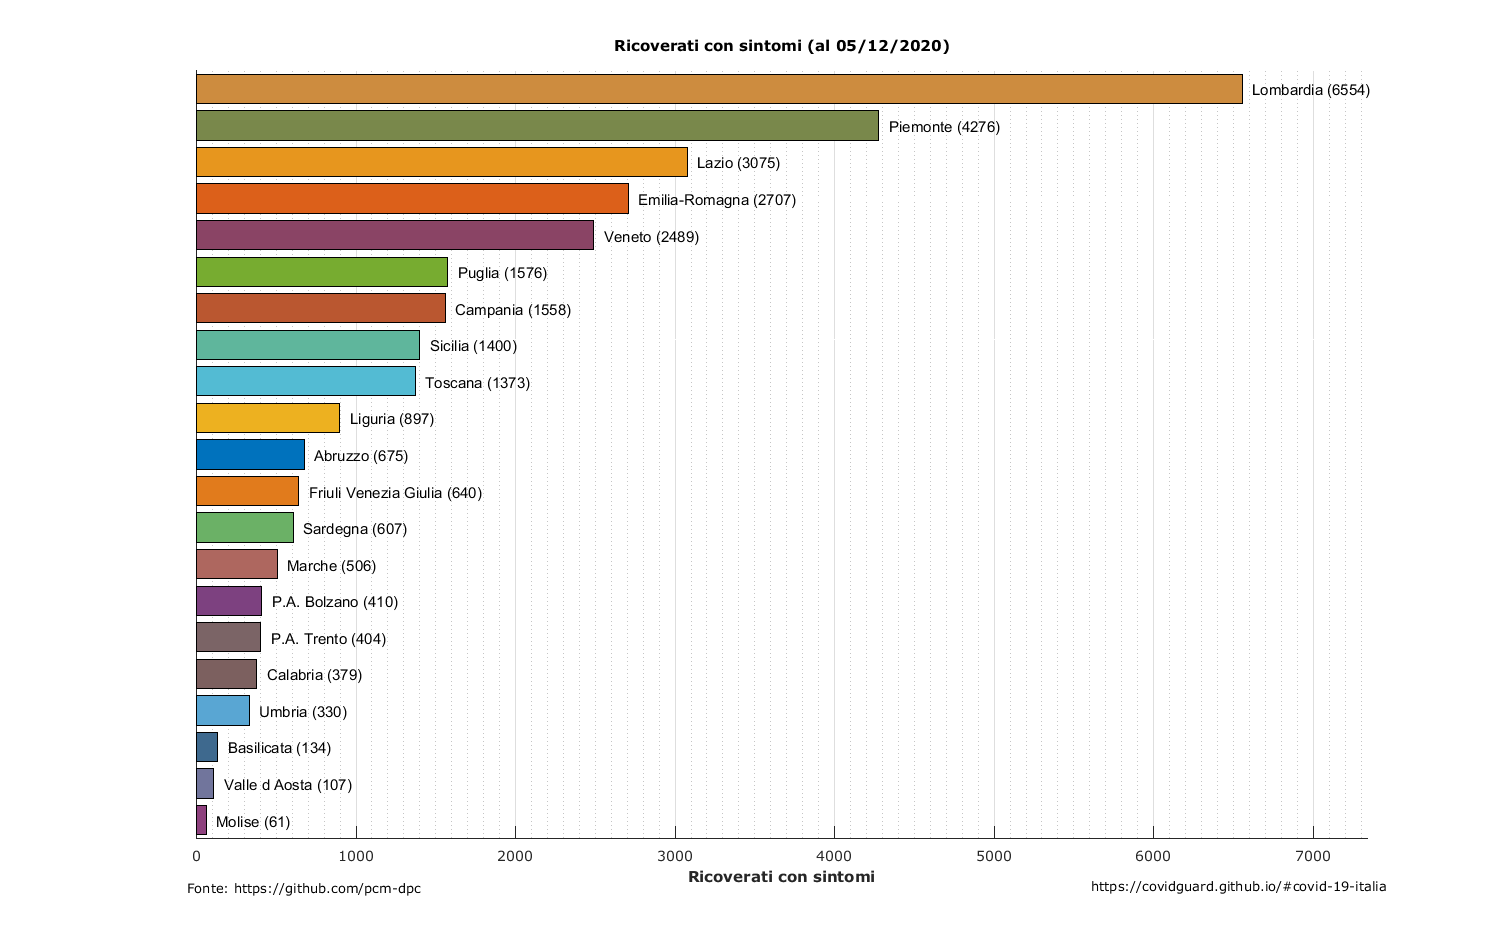 Ricoverati con sintomi (al 05/12/2020)
Lombardia (6554)
Piemonte (4276)
Lazio (3075)
Emilia-Romagna (2707)
Veneto (2489)
Puglia (1576)
Campania (1558)
Sicilia (1400)
Toscana (1373)
Liguria (897)
Abruzzo (675)
Friuli Venezia Giulia (640)
Sardegna (607)
Marche (506)
P.A. Bolzano (410)
P.A. Trento (404)
Calabria (379)
Umbria (330)
Basilicata (134)
Valle d Aosta (107)
Molise (61)
0 1000 2000 3000 4000 5000 6000 7000
Ricoverati con sintomi
Fonte: https://github.com/pcm-dpc
https://covidguard.github.io/#covid-19-italia